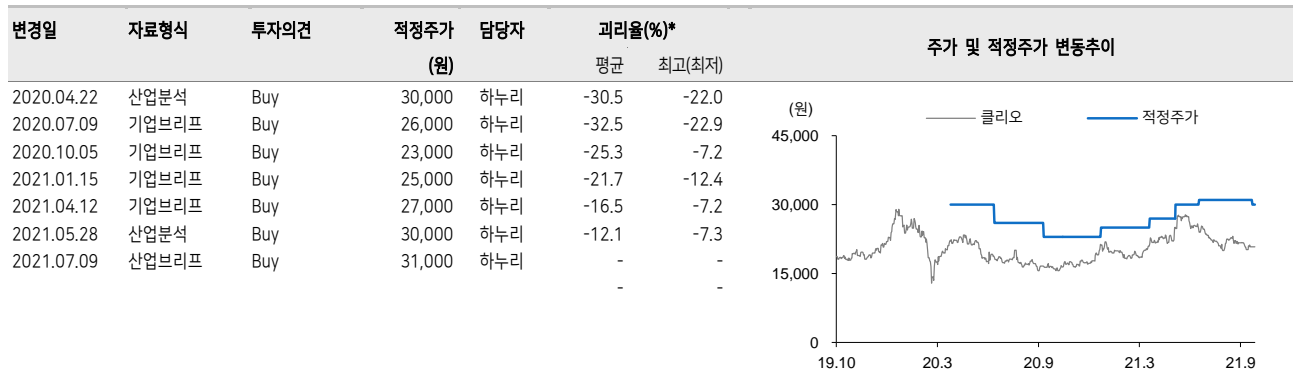 변경일 자료형식 투자의견 적정주가 담당자 괴리율(%)* 주가 및 적정주가 변동추이
(원) 평균 최고(최저)
2020.04.22 산업분석 Buy 30,000 하누리 -30.5 -22.0
2020.07.09 기업브리프 Buy 26,000 하누리 -32.5 -22.9
2020.10.05 기업브리프 Buy 23,000 하누리 -25.3 -7.2
2021.01.15 기업브리프 Buy 25,000 하누리 -21.7 -12.4
2021.04.12 기업브리프 Buy 27,000 하누리 -16.5 -7.2
2021.05.28 산업분석 Buy 30,000 하누리 -12.1 -7.3
2021.07.09 산업브리프 Buy 31,000 하누리 - -
- -
(원) 클리오 적정주가
45,000
30,000
15,000
0
19.10 20.3 20.9 21.3 21.9